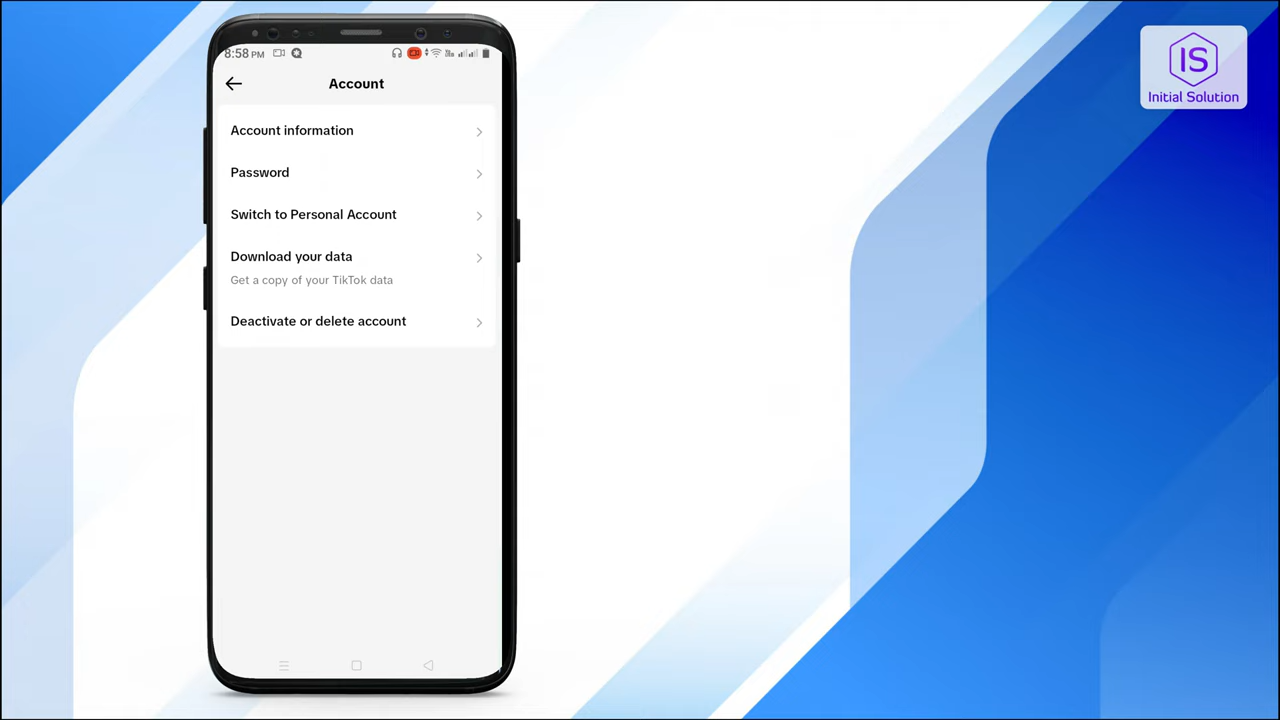 8:58 PM
Account
Account information
Password
Switch to Personal Account
Download your data
Get a copy of your TikTok data
Deactivate or delete account
IS
Initial Solution